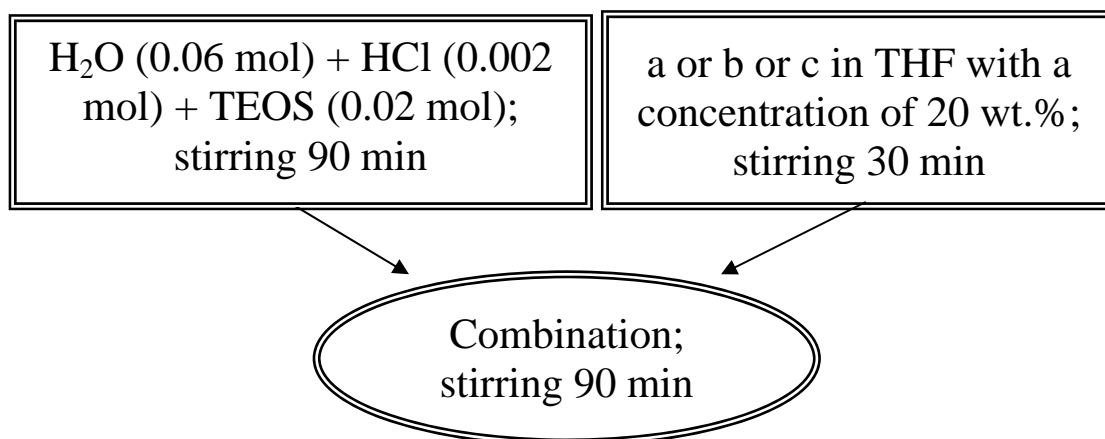 H₂O (0.06 mol) + HCl (0.002
mol) + TEOS (0.02 mol);
stirring 90 min
a or b or c in THF with a
concentration of 20 wt.%;
stirring 30 min
Combination;
stirring 90 min